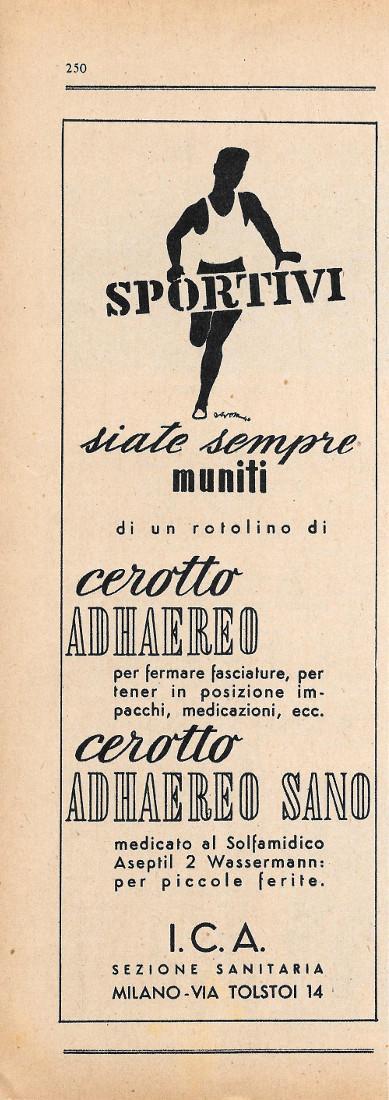 250
SPORTIVI
siate sempre
muniti
di un rotolino di
cerotto
ADHAEREO
per fermare fasciature, per
tener in posizione im-
pacchi, medicazioni, ecc.
cerotto
ADHAEREO SANO
medicato al Solfamidico
Aseptil 2 Wassermann:
per piccole ferite.
I.C.A.
SEZIONE SANITARIA
MILANO-VIA TOLSTOI 14